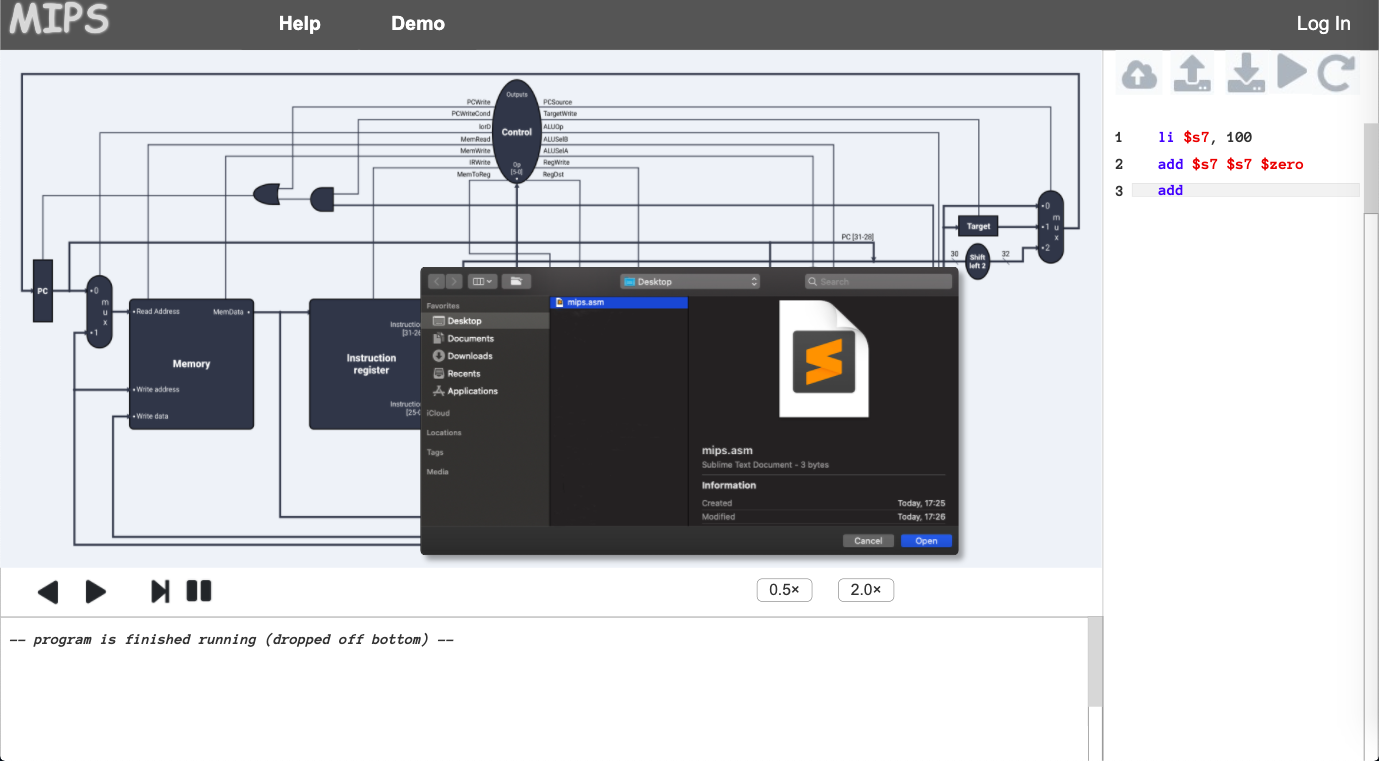 MIPS
Help
Demo
Log In
Outputs
Control
Op
[5-0]
PCWrite
PCWriteCond
IorD
MemRead
MemWrite
IRWrite
MemToReg
PCSource
TargetWrite
ALUOp
ALUSelB
ALUSelA
RegWrite
RegDst
PC [31-28]
Target
30
Shift
left 2
32
0
m
1
u
x
2
PC
0
m
u
x
1
Read Address
MemData
Memory
Write address
Write data
Instructio
[31-26
Instruction
register
Instructio
[25-0
Desktop
Search
Favorites
Desktop
Documents
Downloads
Recents
Applications
iCloud
Locations
Tags
Media
mips.asm
mips.asm
Sublime Text Document - 3 bytes
Information
Created Today, 17:25
Modified Today, 17:26
Cancel
Open
0.5×
2.0×
-- program is finished running (dropped off bottom) --
1 li $s7, 100
2 add $s7 $s7 $zero
3 add